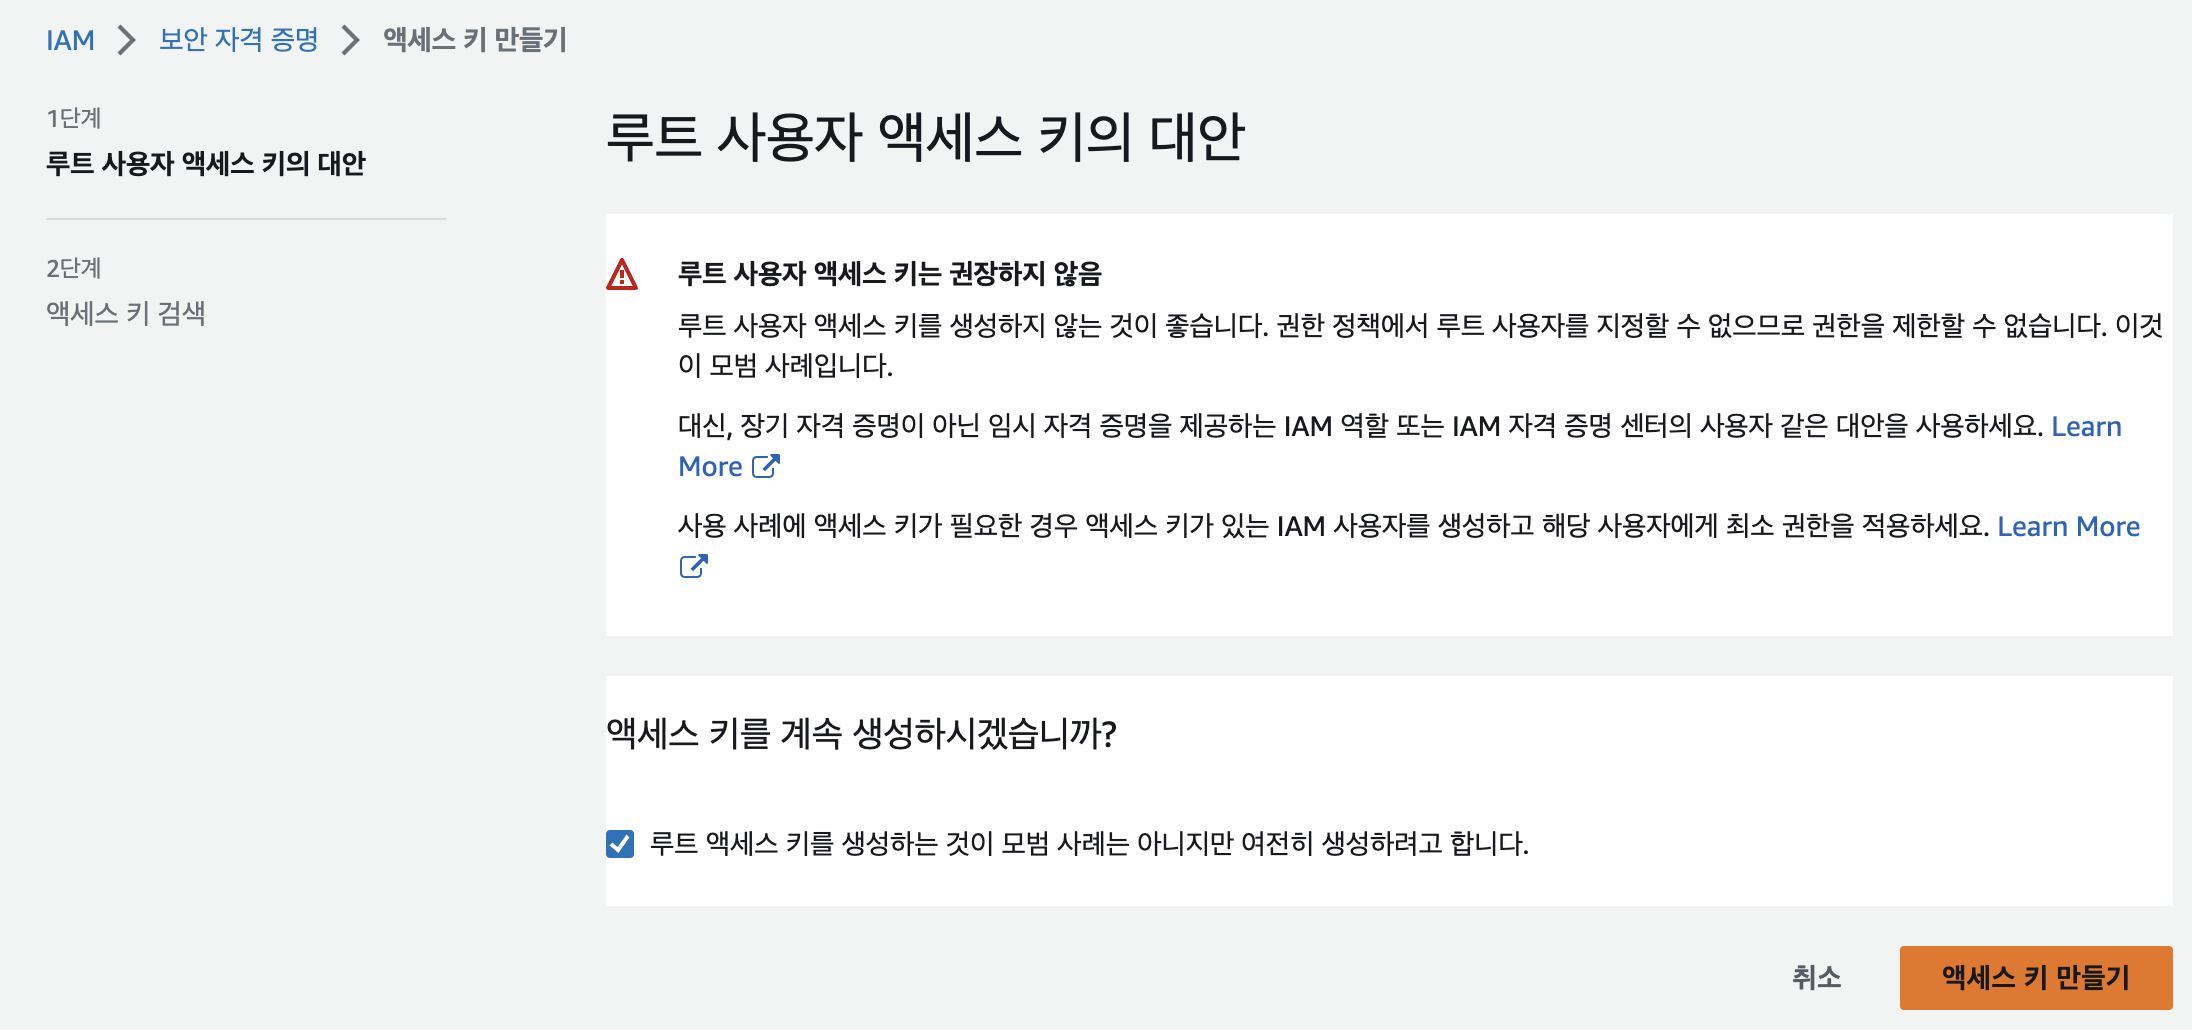 IAM > 보안 자격 증명 > 액세스 키 만들기
1단계
루트 사용자 액세스 키의 대안
2단계
액세스 키 검색
루트 사용자 액세스 키의 대안
루트 사용자 액세스 키는 권장하지 않음
루트 사용자 액세스 키를 생성하지 않는 것이 좋습니다. 권한 정책에서 루트 사용자를 지정할 수 없으므로 권한을 제한할 수 없습니다. 이것
이 모범 사례입니다.
대신, 장기 자격 증명이 아닌 임시 자격 증명을 제공하는 IAM 역할 또는 IAM 자격 증명 센터의 사용자 같은 대안을 사용하세요. Learn
More
사용 사례에 액세스 키가 필요한 경우 액세스 키가 있는 IAM 사용자를 생성하고 해당 사용자에게 최소 권한을 적용하세요. Learn More
액세스 키를 계속 생성하시겠습니까?
루트 액세스 키를 생성하는 것이 모범 사례는 아니지만 여전히 생성하려고 합니다.
취소
액세스 키 만들기